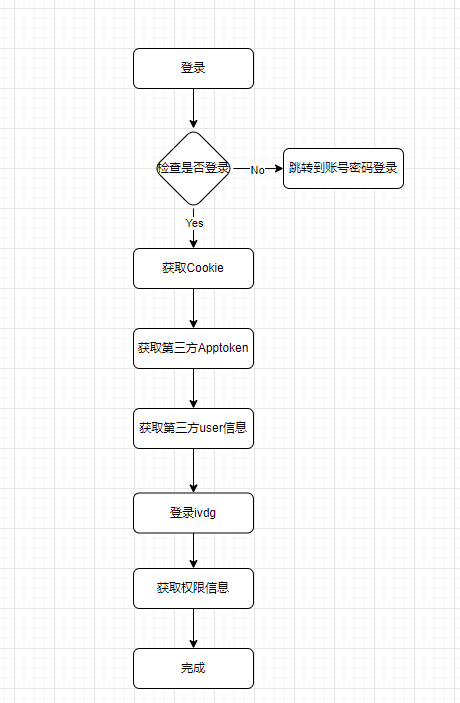 登录
检查是否登录
No
跳转到账号密码登录
Yes
获取Cookie
获取第三方Apptoken
获取第三方user信息
登录ivdg
获取权限信息
完成